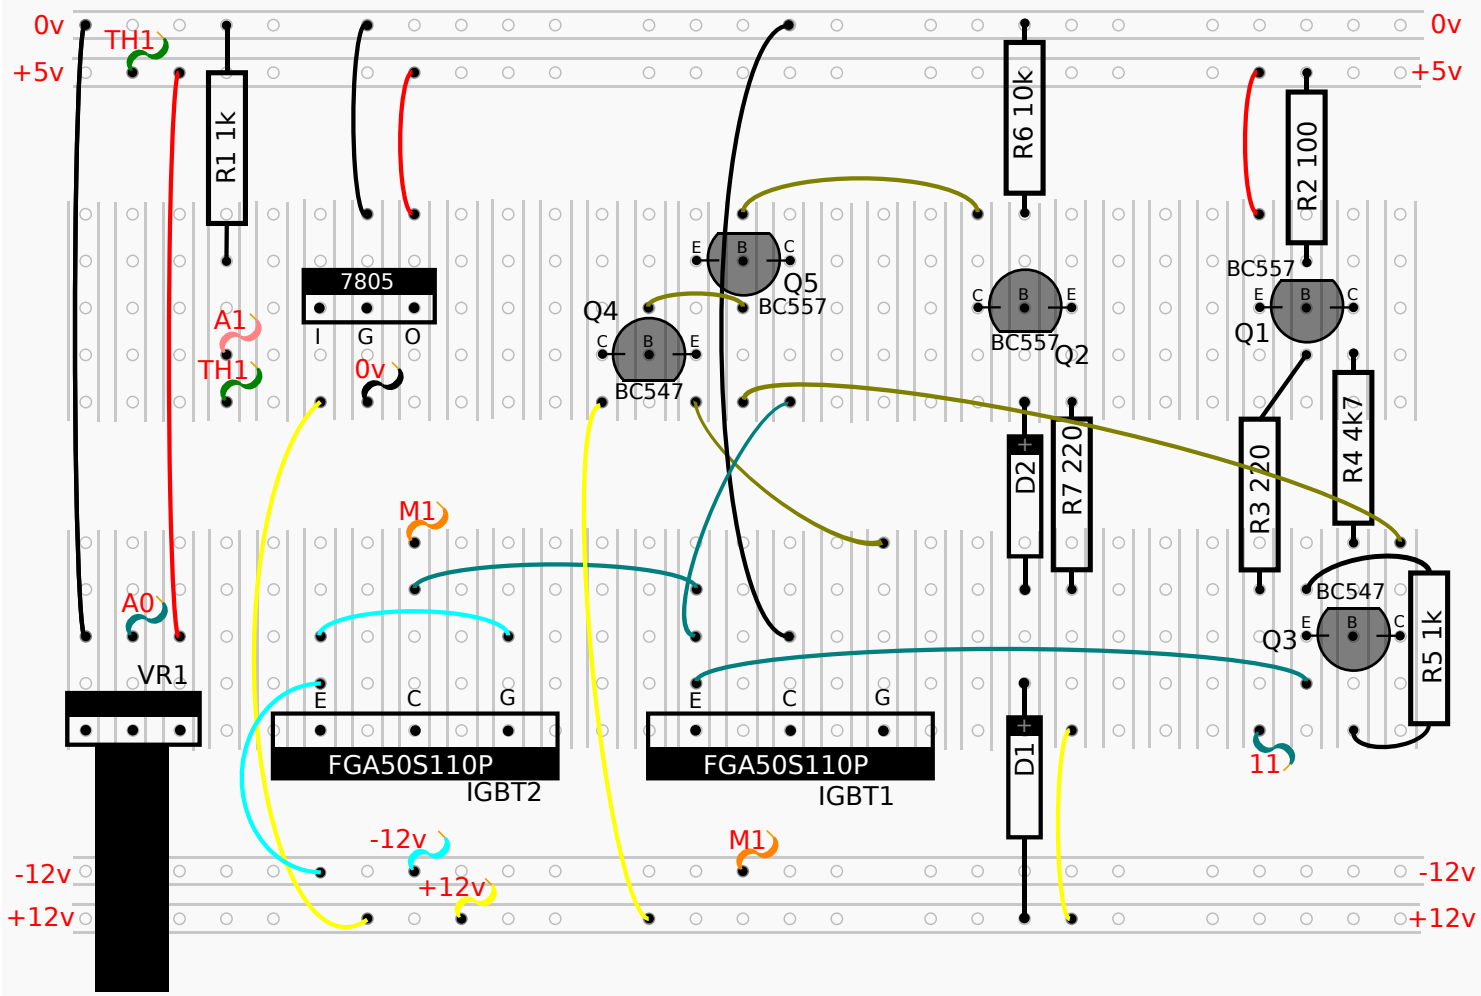 0v
0v
TH1
+5v
+5v
R1 1k
R6 10k
R2 100
7805
I G O
A1
TH1
0v
E B C
Q5
BC557
Q4
C B E
BC547
C B E
BC557
Q2
BC557
E B C
Q1
D2
R7 220
R3 220
R4 4k7
M1
A0
VR1
BC547
E B C
Q3
R5 1k
E C G
FGA50S110P
IGBT2
E C G
FGA50S110P
IGBT1
D1
11
-12v
M1
+12v
-12v
-12v
+12v
+12v